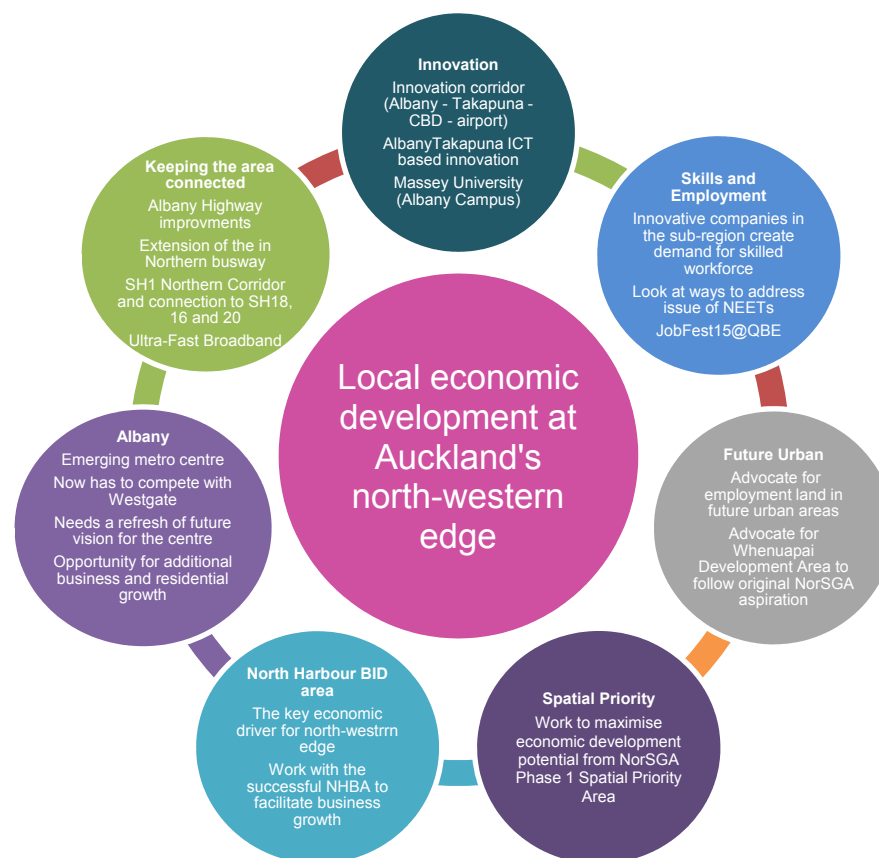 Innovation
Innovation corridor
(Albany - Takapuna -
CBD - airport)
AlbanyTakapuna ICT
based innovation
Massey University
(Albany Campus)
Skills and
Employment
Innovative companies in
the sub-region create
demand for skilled
workforce
Look at ways to address
issue of NEETs
JobFest15@QBE
Future Urban
Advocate for
employment land in
future urban areas
Advocate for
Whenuapai
Development Area to
follow original NorSGA
aspiration
Spatial Priority
Work to maximise
economic development
potential from NorSGA
Phase 1 Spatial Priority
Area
North Harbour BID
area
The key economic
driver for north-westrrn
edge
Work with the
successful NHBA to
facilitate business
growth
Albany
Emerging metro centre
Now has to compete with
Westgate
Needs a refresh of future
vision for the centre
Opportunity for additional
business and residential
growth
Keeping the area
connected
Albany Highway
improvments
Extension of the in
Northern busway
SH1 Northern Corridor
and connection to SH18,
16 and 20
Ultra-Fast Broadband
Local economic
development at
Auckland's
north-western
edge